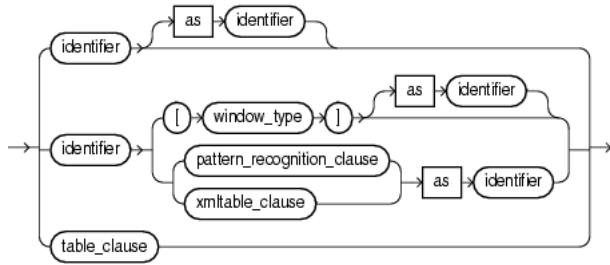 as identifier
identifier
as identifier
[ window_type ]
identifier pattern_recognition_clause
as identifier
xmltable_clause
table_clause